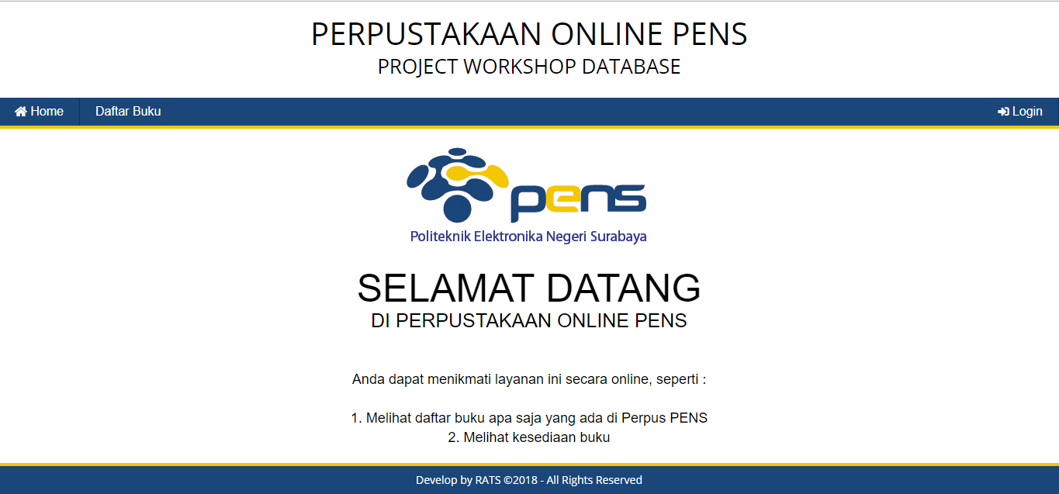 PERPUSTAKAAN ONLINE PENS
PROJECT WORKSHOP DATABASE
Home Daftar Buku Login
pens
Politeknik Elektronika Negeri Surabaya
SELAMAT DATANG
DI PERPUSTAKAAN ONLINE PENS
Anda dapat menikmati layanan ini secara online, seperti :
1. Melihat daftar buku apa saja yang ada di Perpus PENS
2. Melihat kesediaan buku
Develop by RATS ©2018 - All Rights Reserved